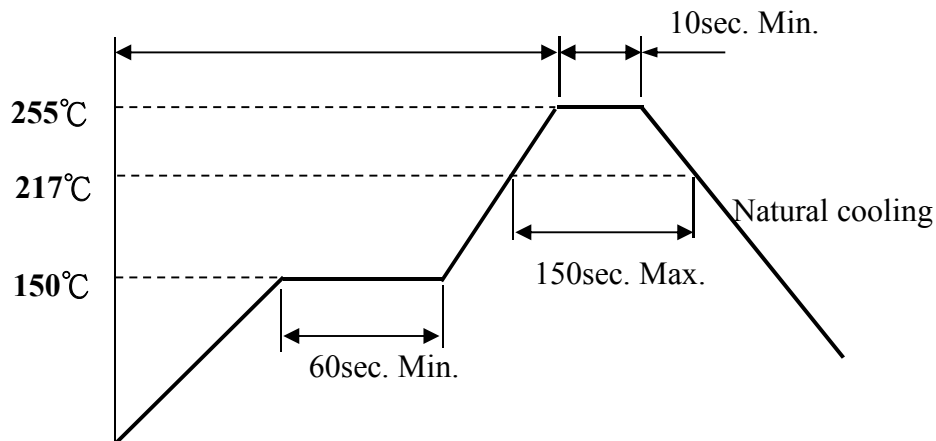 10sec. Min.
255℃
217℃
Natural cooling
150℃
150sec. Max.
60sec. Min.